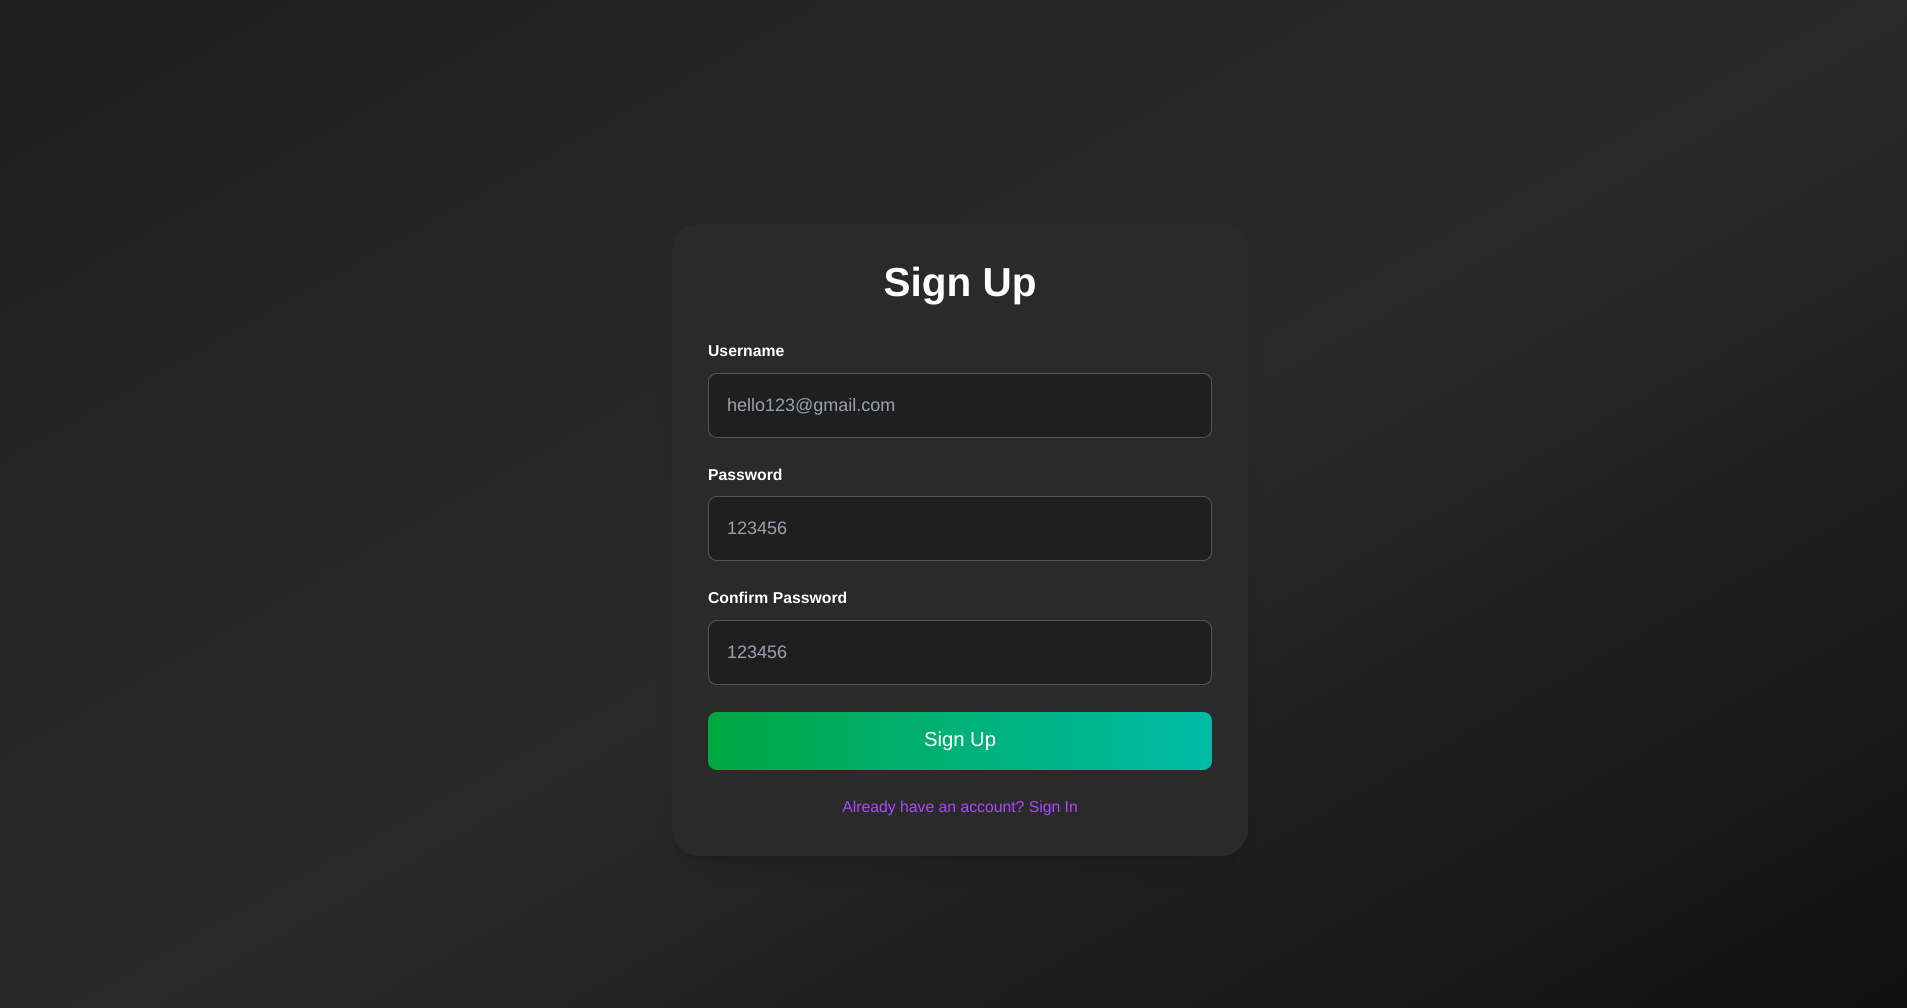 Sign Up
Username
hello123@gmail.com
Password
123456
Confirm Password
123456
Sign Up
Already have an account? Sign In